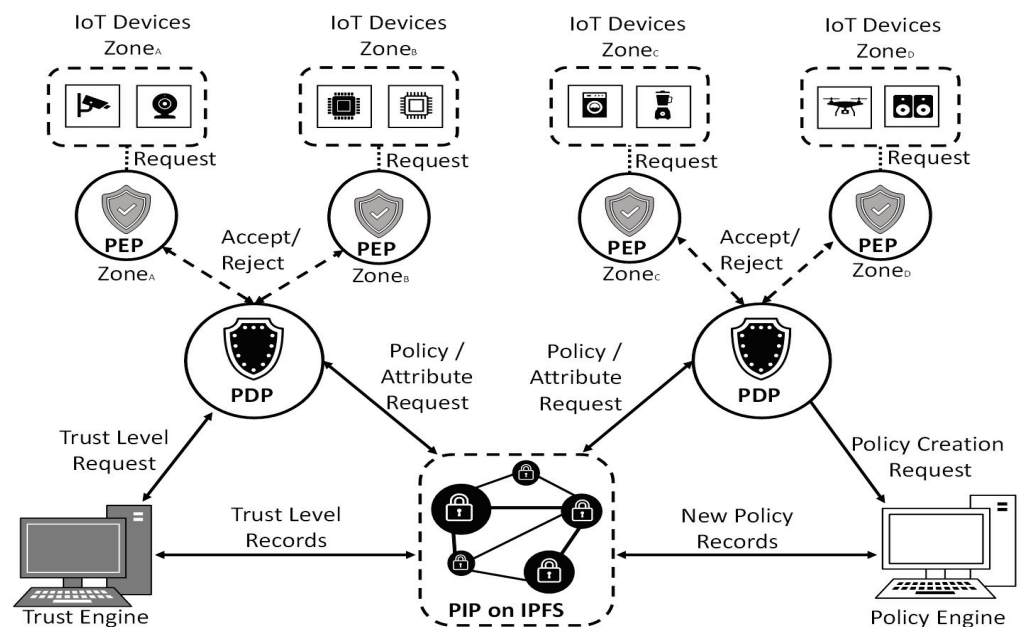 IoT Devices
ZoneA
IoT Devices
ZoneB
IoT Devices
ZoneC
IoT Devices
ZoneD
Request
Request
Request
Request
PEP
ZoneA
PEP
ZoneB
PEP
ZoneC
PEP
ZoneD
Accept/
Reject
Accept/
Reject
PDP
PDP
Policy /
Attribute
Request
Policy /
Attribute
Request
Trust Level
Request
Policy Creation
Request
Trust Level
Records
New Policy
Records
Trust Engine
PIP on IPFS
Policy Engine